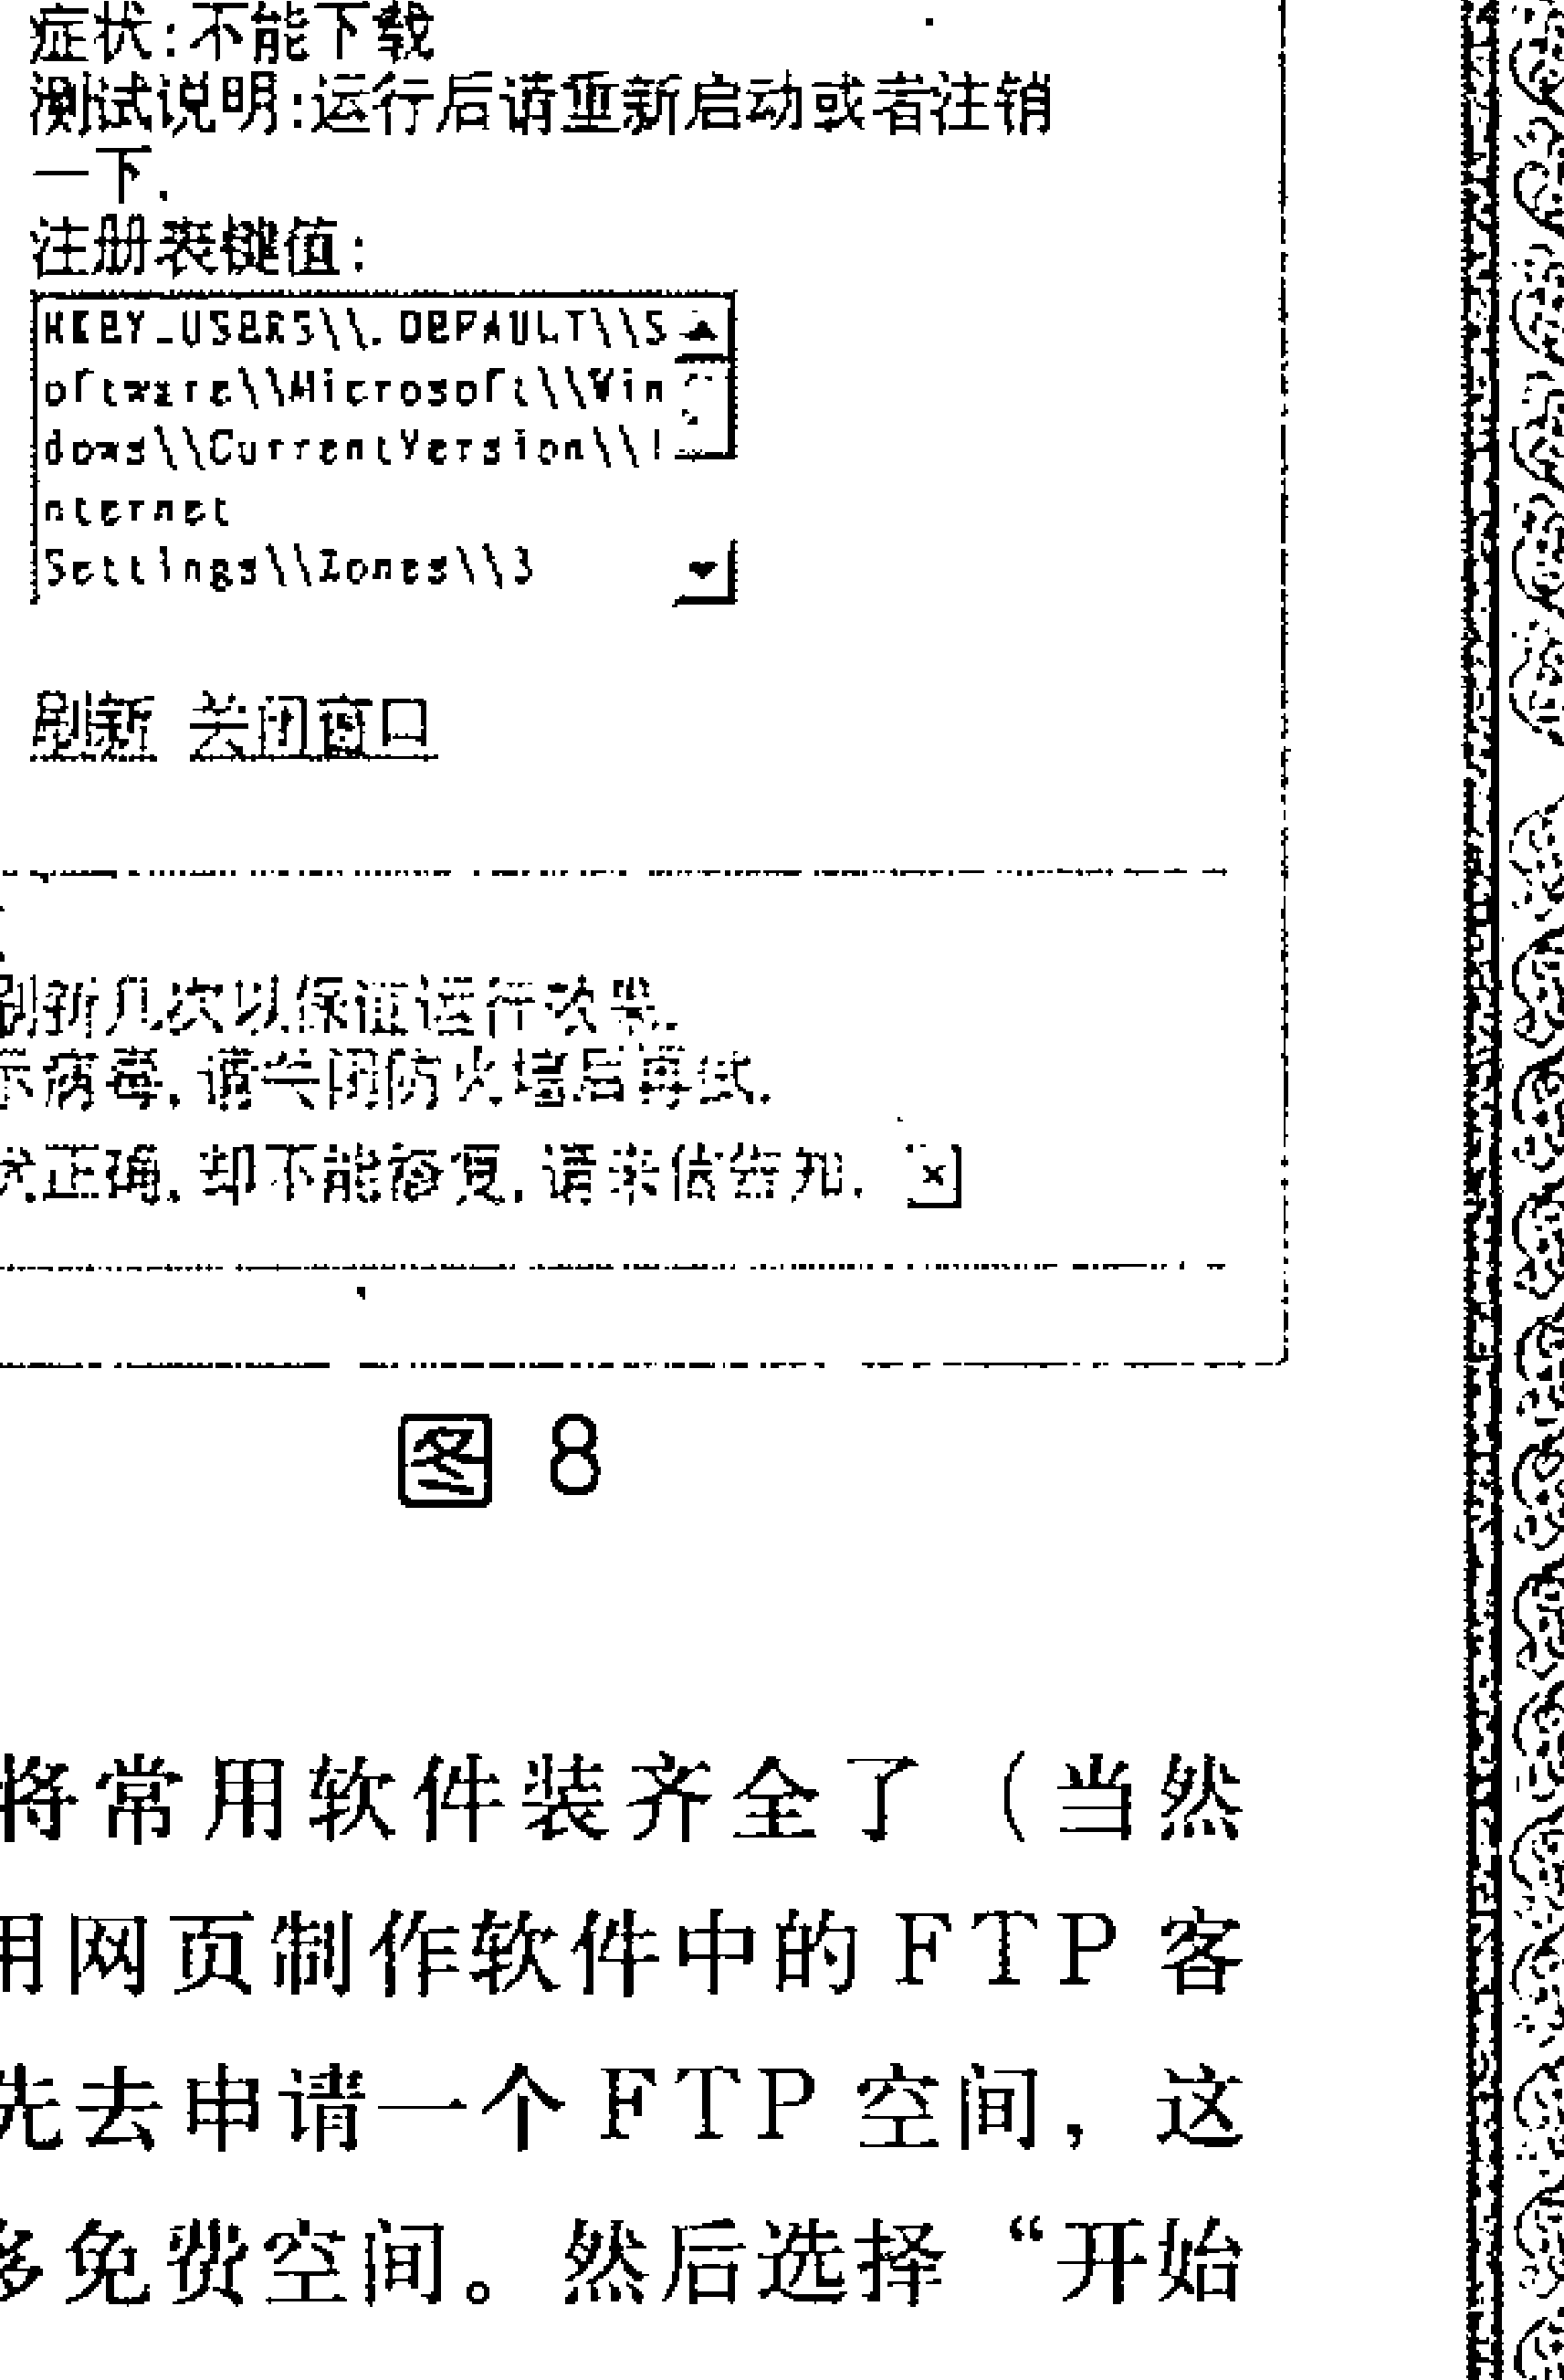 症状:不能下载
测试说明:运行后请重新启动或者注销
一下.
注册表键值:
HKEY_USERS\\.DEFAULT\\S
oftware\\Microsoft\\Win
dows\\CurrentVersion\\I
nternet
Settings\\Zones\\3
刷新 关闭窗口
刷新几次以保证运行效果.
示病毒,请关闭防火墙后再试.
正确,却不能修复,请来信告知.
图 8
将常用软件装齐全了（当然
用网页制作软件中的FTP客
先去申请一个FTP空间，这
多免费空间。然后选择“开始